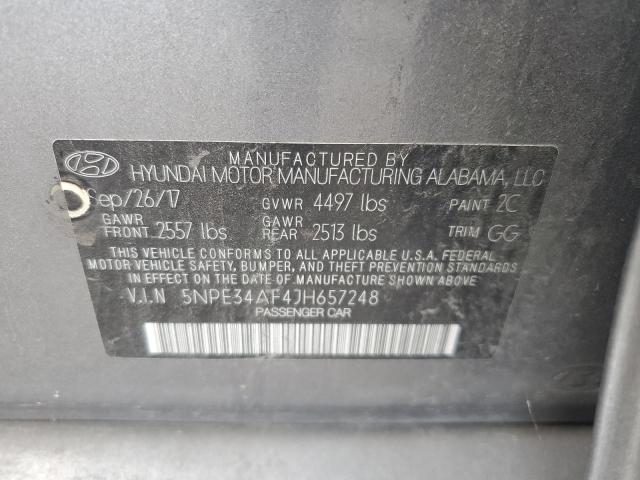 MANUFACTURED BY
HYUNDAI MOTOR MANUFACTURING ALABAMA, LLC
Sep/26/17 GVWR 4497 lbs PAINT 2C
GAWR FRONT 2557 lbs GAWR REAR 2513 lbs TRIM GG
THIS VEHICLE CONFORMS TO ALL APPLICABLE U.S.A. FEDERAL
MOTOR VEHICLE SAFETY, BUMPER, AND THEFT PREVENTION STANDARDS
IN EFFECT ON THE DATE OF MANUFACTURE SHOWN ABOVE
V.I.N 5NPE34AF4JH657248
PASSENGER CAR